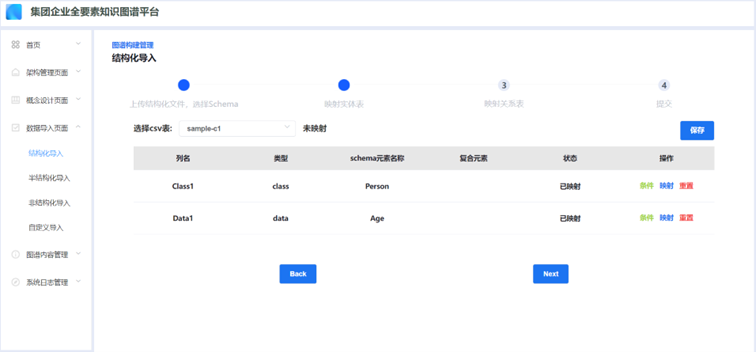 集团企业全要素知识图谱平台
首页
架构管理页面
概念设计页面
数据导入页面
结构化导入
半结构化导入
非结构化导入
自定义导入
图谱内容管理
系统日志管理
图谱构建管理
结构化导入
3 4
上传结构化文件、选择Schema 映射实体表 映射关系表 提交
选择csv表: sample-c1 未映射 保存
列名 类型 schema元素名称 复合元素 状态 操作
Class1 class Person 已映射 条件 映射 重置
Data1 data Age 已映射 条件 映射 重置
Back Next